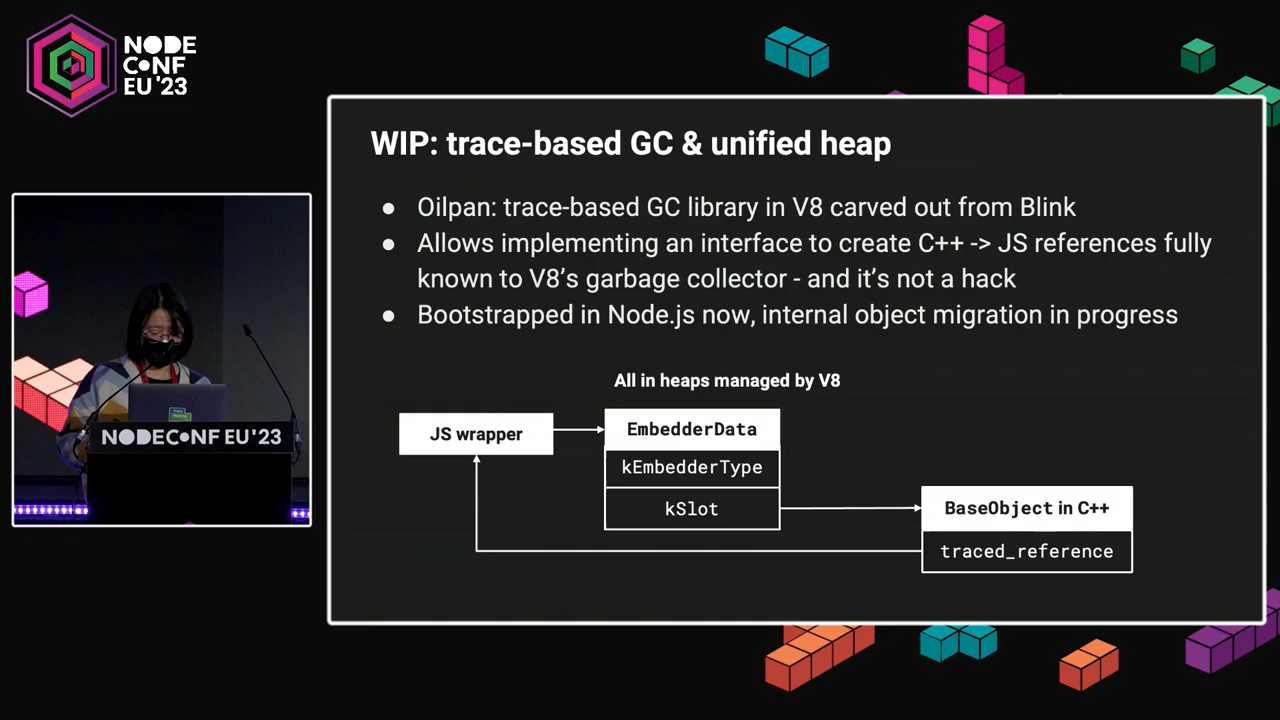 NODE
CONF
EU '23
WIP: trace-based GC & unified heap
● Oilpan: trace-based GC library in V8 carved out from Blink
● Allows implementing an interface to create C++ -> JS references fully
known to V8's garbage collector - and it's not a hack
● Bootstrapped in Node.js now, internal object migration in progress
All in heaps managed by V8
JS wrapper
EmbedderData
kEmbedderType
kSlot
BaseObject in C++
traced_reference
NODECONF EU'23